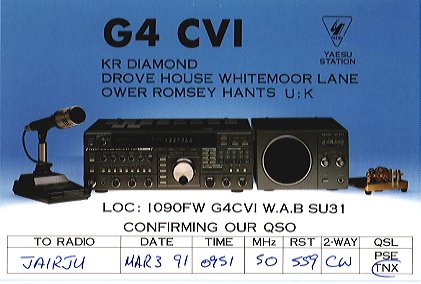 G4 CVI
YAESU
STATION
KR DIAMOND
DROVE HOUSE WHITEMOOR LANE
OWER ROMSEY HANTS U:K
LOC: 1090FW G4CVI W.A.B SU31
CONFIRMING OUR QSO
TO RADIO DATE TIME MHz RST 2-WAY QSL
JA1RJU MAR 3 91 0951 50 559 CW PSE
TNX